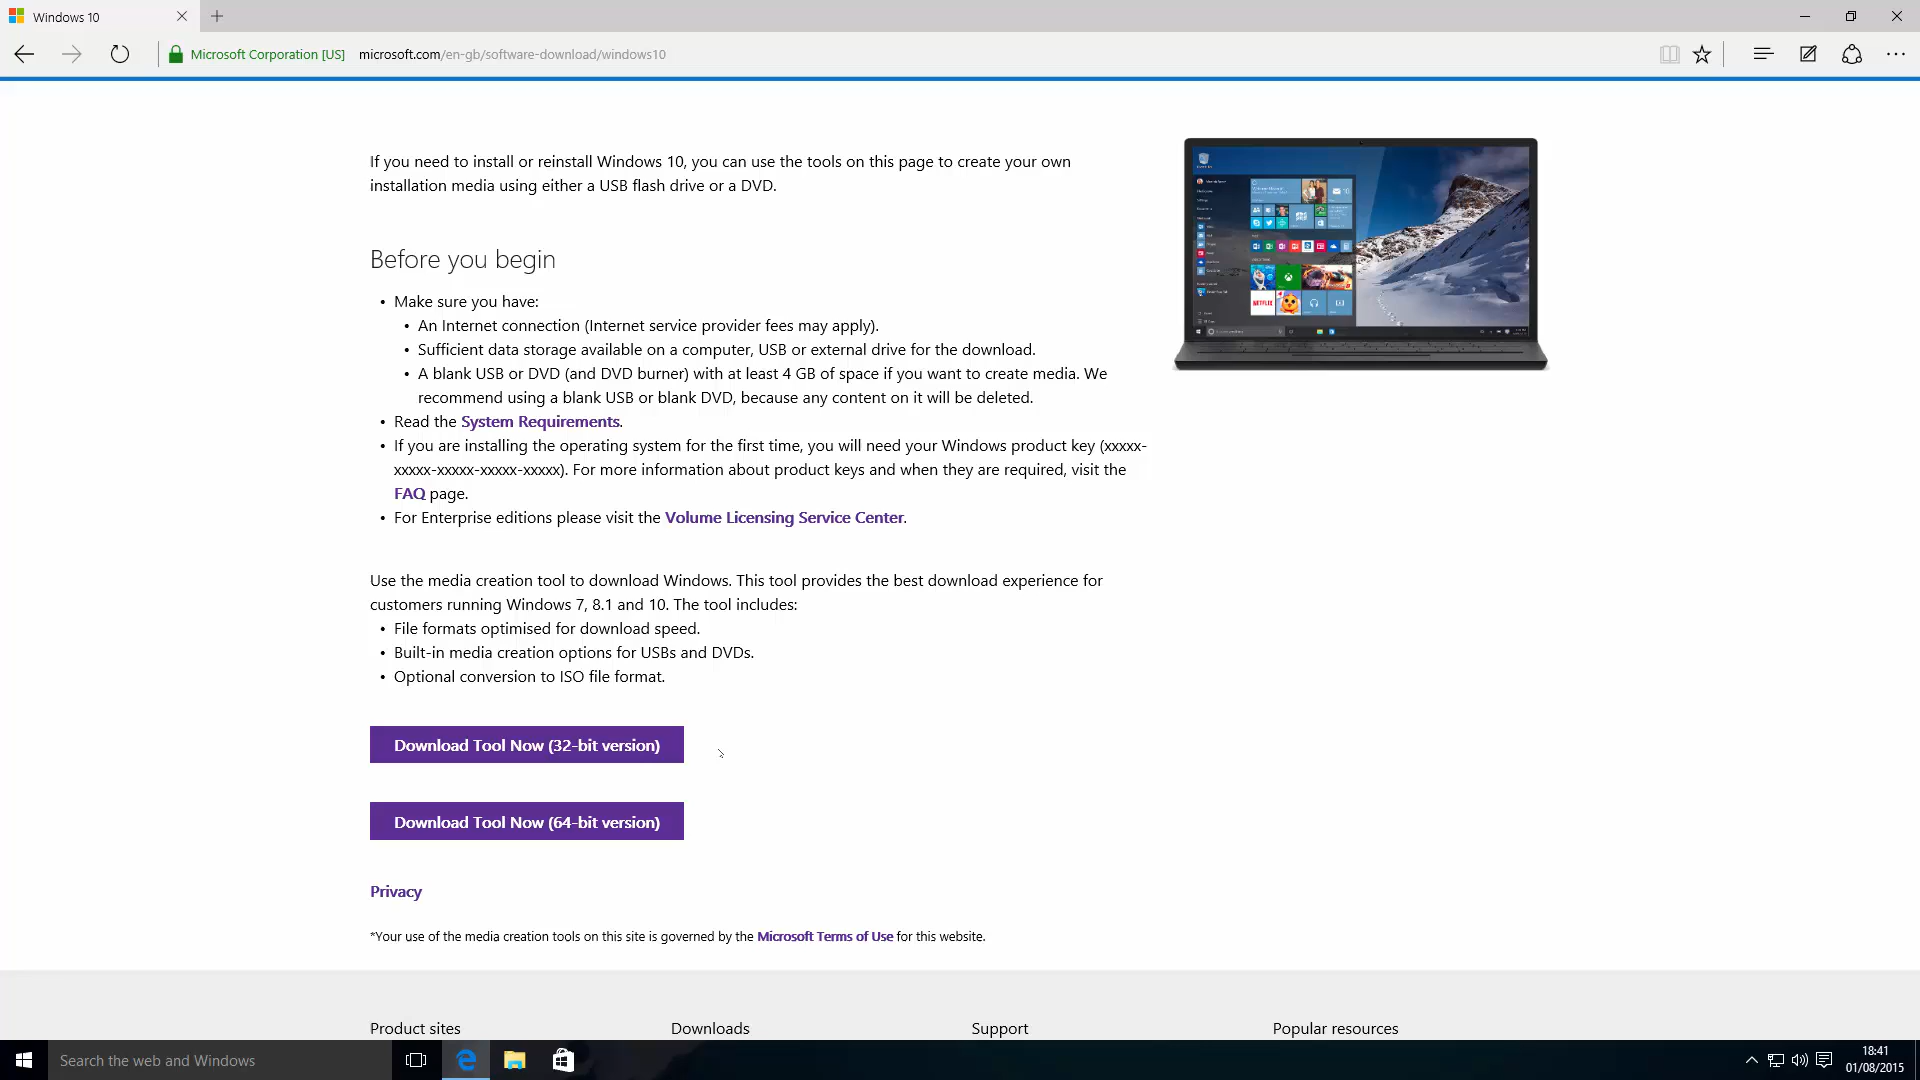 Windows 10
Microsoft Corporation [US] microsoft.com/en-gb/software-download/windows10
If you need to install or reinstall Windows 10, you can use the tools on this page to create your own
installation media using either a USB flash drive or a DVD.
Before you begin
• Make sure you have:
• An Internet connection (Internet service provider fees may apply).
• Sufficient data storage available on a computer, USB or external drive for the download.
• A blank USB or DVD (and DVD burner) with at least 4 GB of space if you want to create media. We
recommend using a blank USB or blank DVD, because any content on it will be deleted.
• Read the System Requirements.
• If you are installing the operating system for the first time, you will need your Windows product key (xxxxx-
xxxxx-xxxxx-xxxxx-xxxxx). For more information about product keys and when they are required, visit the
FAQ page.
• For Enterprise editions please visit the Volume Licensing Service Center.
Use the media creation tool to download Windows. This tool provides the best download experience for
customers running Windows 7, 8.1 and 10. The tool includes:
• File formats optimised for download speed.
• Built-in media creation options for USBs and DVDs.
• Optional conversion to ISO file format.
Download Tool Now (32-bit version)
Download Tool Now (64-bit version)
Privacy
*Your use of the media creation tools on this site is governed by the Microsoft Terms of Use for this website.
Product sites Downloads Support Popular resources
Search the web and Windows
18:41
01/08/2015
NETFLIX